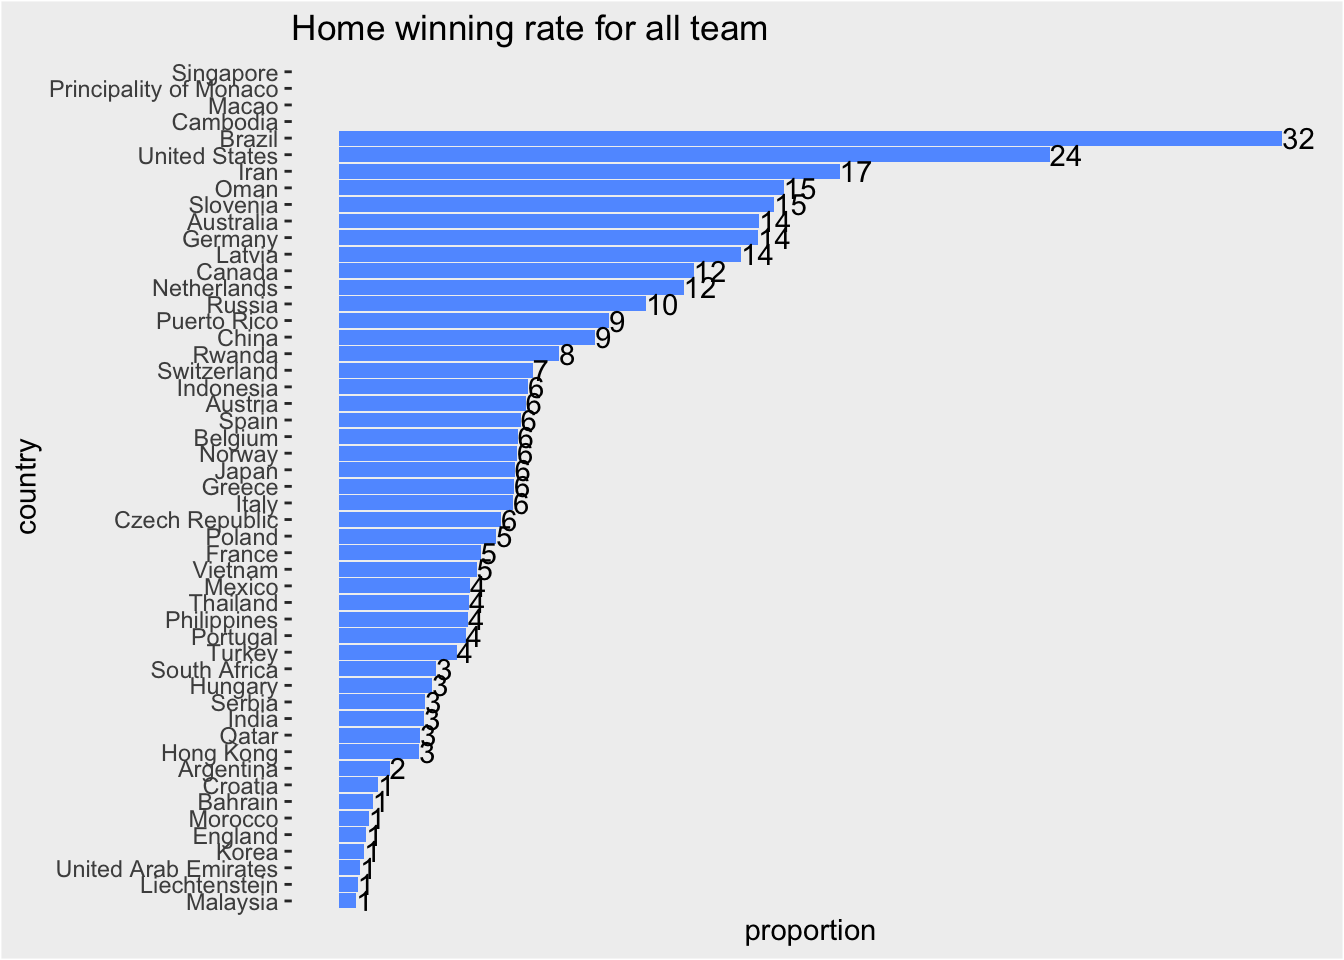 Home winning rate for all team
Singapore
Principality of Monaco
Macao
Cambodia
Brazil 32
United States 24
Iran 17
Oman 15
Slovenia 15
Australia 14
Germany 14
Latvia 14
Canada 12
Netherlands 12
Russia 10
Puerto Rico 9
China 9
Rwanda 8
Switzerland 7
Indonesia 6
Austria 6
Spain 6
Belgium 6
Norway 6
Japan 6
Greece 6
Italy 6
Czech Republic 6
Poland 5
France 5
Vietnam 5
Mexico 4
Thailand 4
Philippines 4
Portugal 4
Turkey 4
South Africa 3
Hungary 3
Serbia 3
India 3
Qatar 3
Hong Kong 3
Argentina 2
Croatia 1
Bahrain 1
Morocco 1
England 1
Korea 1
United Arab Emirates 1
Liechtenstein 1
Malaysia 1
country
proportion